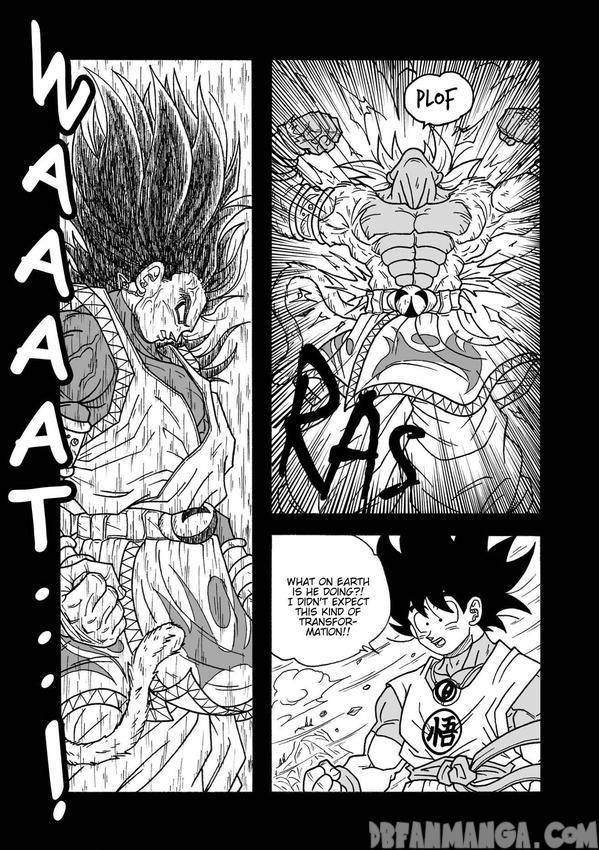 WAAAAT...!
PLOF
RAS
WHAT ON EARTH
IS HE DOING?!
I DIDN'T EXPECT
THIS KIND OF
TRANSFOR-
MATION!!
悟
DBFANMANGA.COM